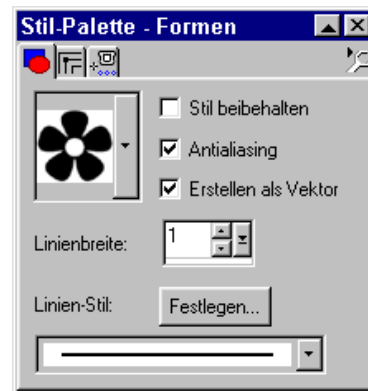 Stil-Palette - Formen
Stil beibehalten
Antialiasing
Erstellen als Vektor
Linienbreite: 1
Linien-Stil: Festlegen...